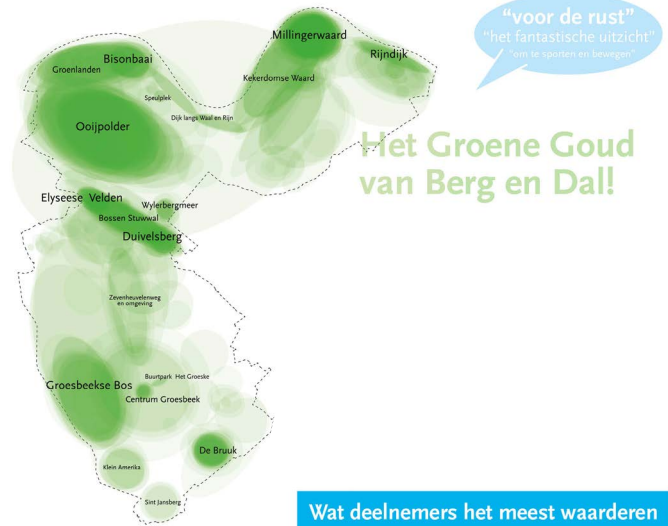 “voor de rust”
“het fantastische uitzicht”
“om te sporten en bewegen”
Millingerwaard
Rijndijk
Bisonbaai
Groenlanden
Kekerdomse Waard
Speulplek
Dijk langs Waal en Rijn
Ooijpolder
Het Groene Goud
van Berg en Dal!
Elyseese Velden
Wylerbergmeer
Bossen Stuwwal
Duivelsberg
Zevenheuvelenweg
en omgeving
Buurtpark Het Groeske
Groesbeekse Bos
Centrum Groesbeek
De Bruuk
Klein Amerika
Sint Jansberg
Wat deelnemers het meest waarderen